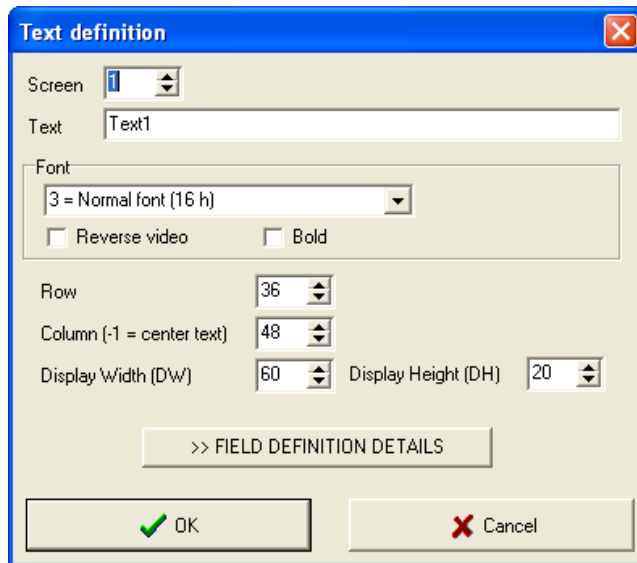 Text definition
Screen 1
Text Text1
Font
3 = Normal font (16 h)
Reverse video Bold
Row 36
Column (-1 = center text) 48
Display Width (DW) 60 Display Height (DH) 20
>> FIELD DEFINITION DETAILS
OK Cancel